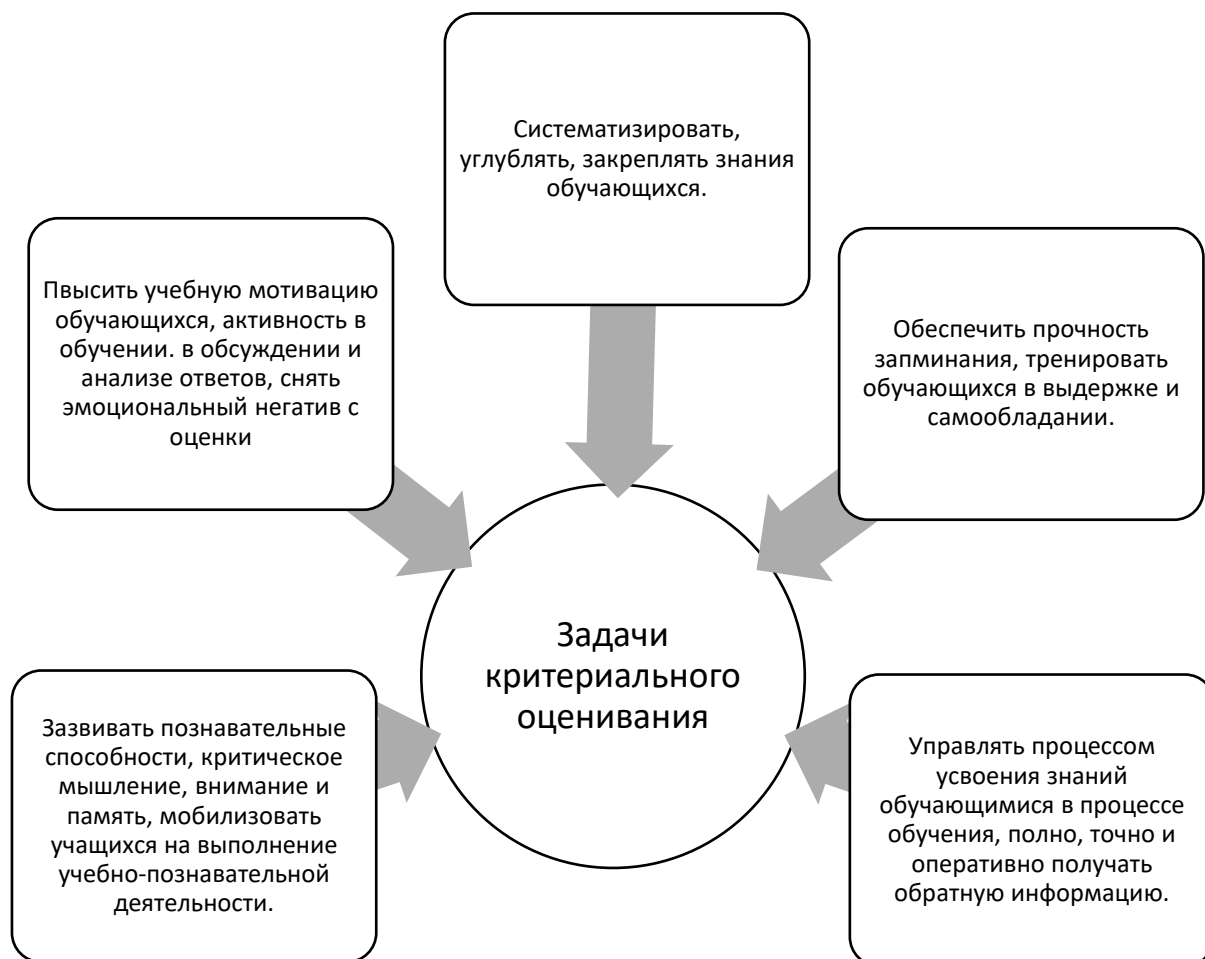 Систематизировать,
углублять, закреплять знания
обучающихся.
Пвысить учебную мотивацию
обучающихся, активность в
обучении. в обсуждении и
анализе ответов, снять
эмоциональный негатив с
оценки
Обеспечить прочность
запминания, тренировать
обучающихся в выдержке и
самообладании.
Задачи
критериального
оценивания
Зазвивать познавательные
способности, критическое
мышление, внимание и
память, мобилизовать
учащихся на выполнение
учебно-познавательной
деятельности.
Управлять процессом
усвоения знаний
обучающимися в процессе
обучения, полно, точно и
оперативно получать
обратную информацию.